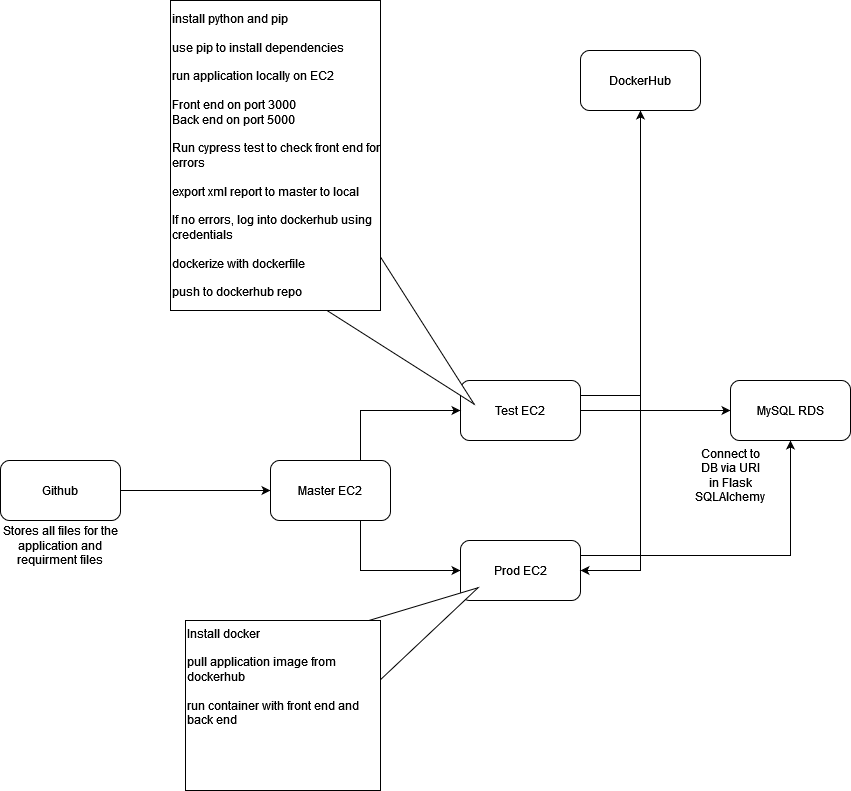 install python and pip
use pip to install dependencies
run application locally on EC2
Front end on port 3000
Back end on port 5000
Run cypress test to check front end for
errors
export xml report to master to local
If no errors, log into dockerhub using
credentials
dockerize with dockerfile
push to dockerhub repo
DockerHub
Test EC2
MySQL RDS
Connect to
DB via URI
in Flask
SQLAlchemy
Github
Stores all files for the
application and
requirment files
Master EC2
Prod EC2
Install docker
pull application image from
dockerhub
run container with front end and
back end